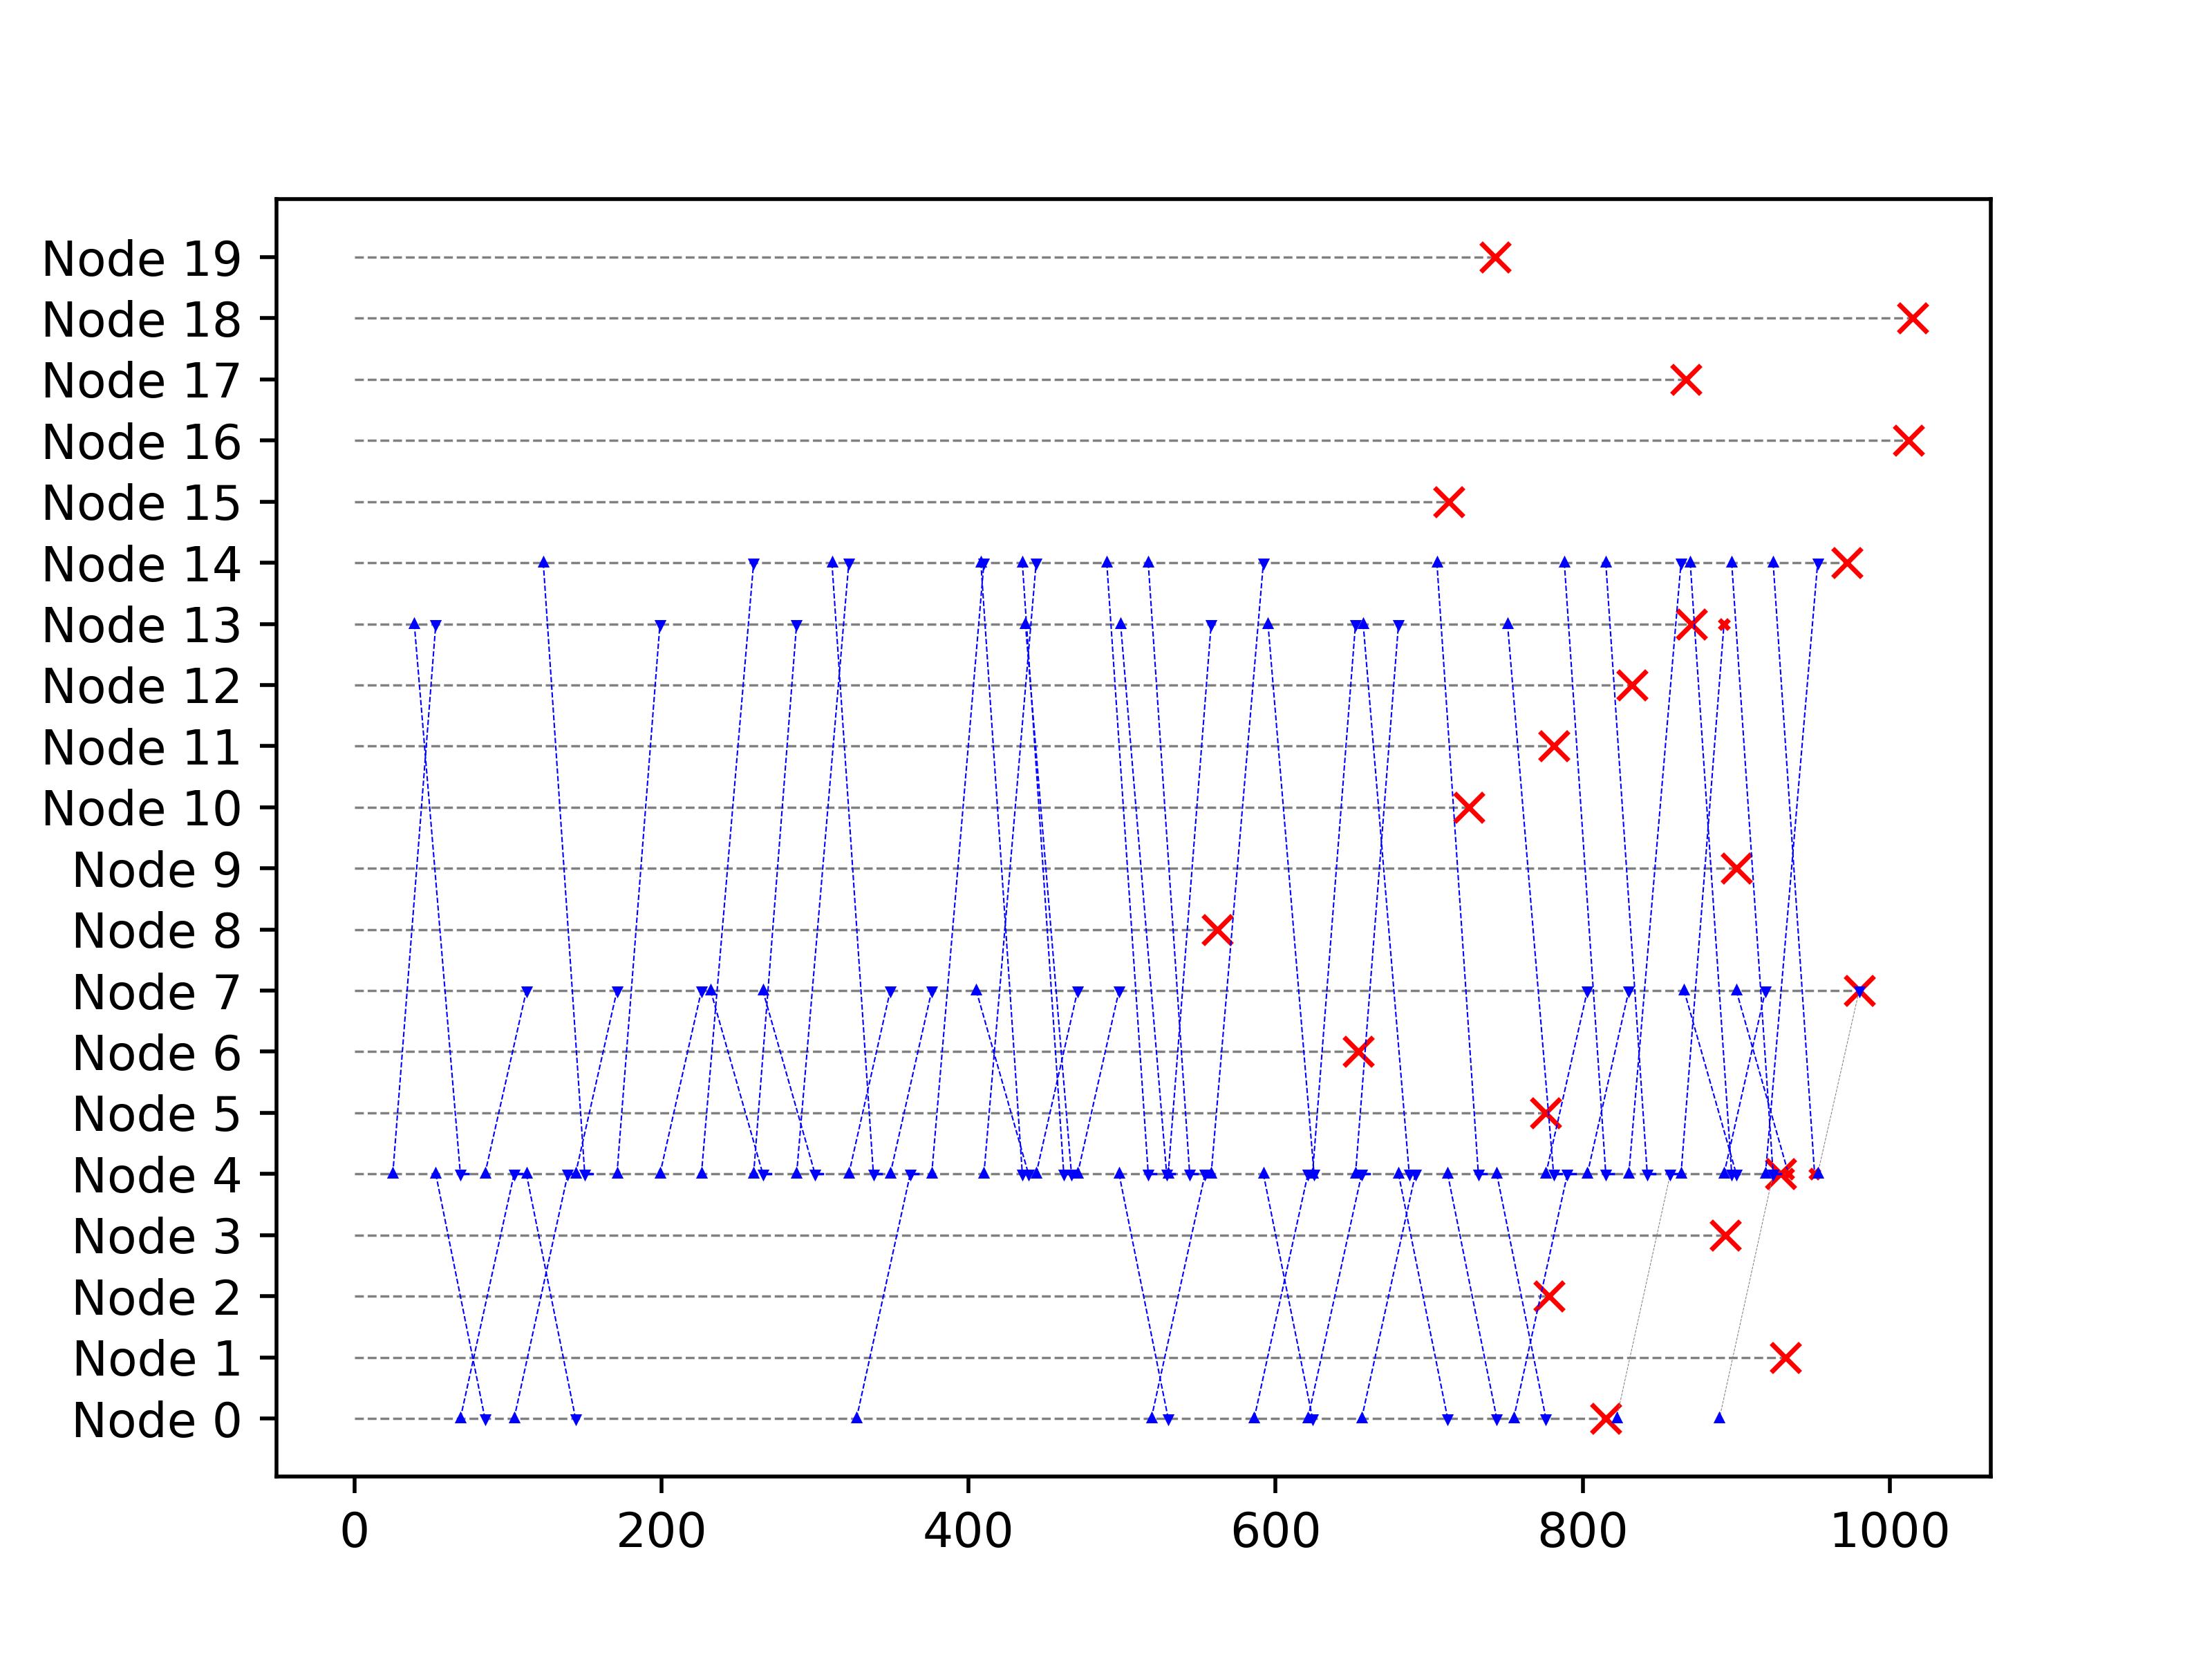 Node 19
Node 18
Node 17
Node 16
Node 15
Node 14
Node 13
Node 12
Node 11
Node 10
Node 9
Node 8
Node 7
Node 6
Node 5
Node 4
Node 3
Node 2
Node 1
Node 0
0 200 400 600 800 1000